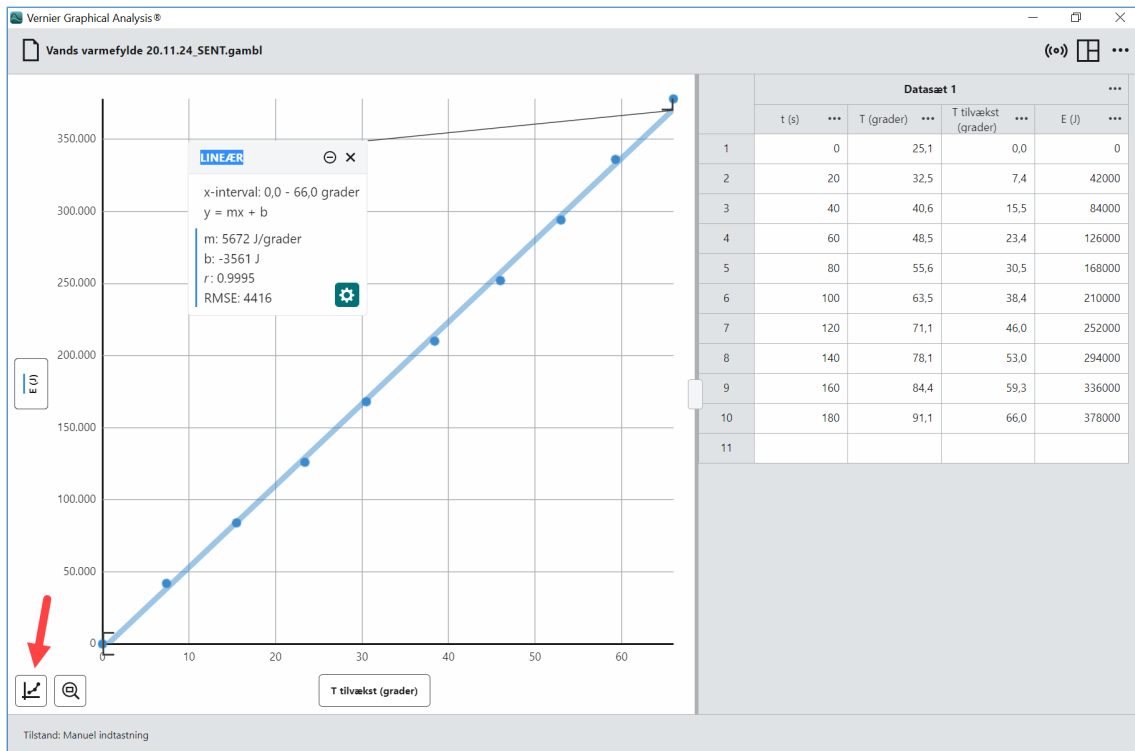 Vernier Graphical Analysis®
Vands varmefylde 20.11.24_SENT.gambl
350.000
300.000
250.000
200.000
150.000
100.000
50.000
0
E (J)
0 10 20 30 40 50 60
T tilvækst (grader)
LINEÆR
x-interval: 0,0 - 66,0 grader
y = mx + b
m: 5672 J/grader
b: -3561 J
r: 0.9995
RMSE: 4416
Datasæt 1
t (s) T (grader) T tilvækst (grader) E (J)
1 0 25,1 0,0 0
2 20 32,5 7,4 42000
3 40 40,6 15,5 84000
4 60 48,5 23,4 126000
5 80 55,6 30,5 168000
6 100 63,5 38,4 210000
7 120 71,1 46,0 252000
8 140 78,1 53,0 294000
9 160 84,4 59,3 336000
10 180 91,1 66,0 378000
11
Tilstand: Manuel indtastning